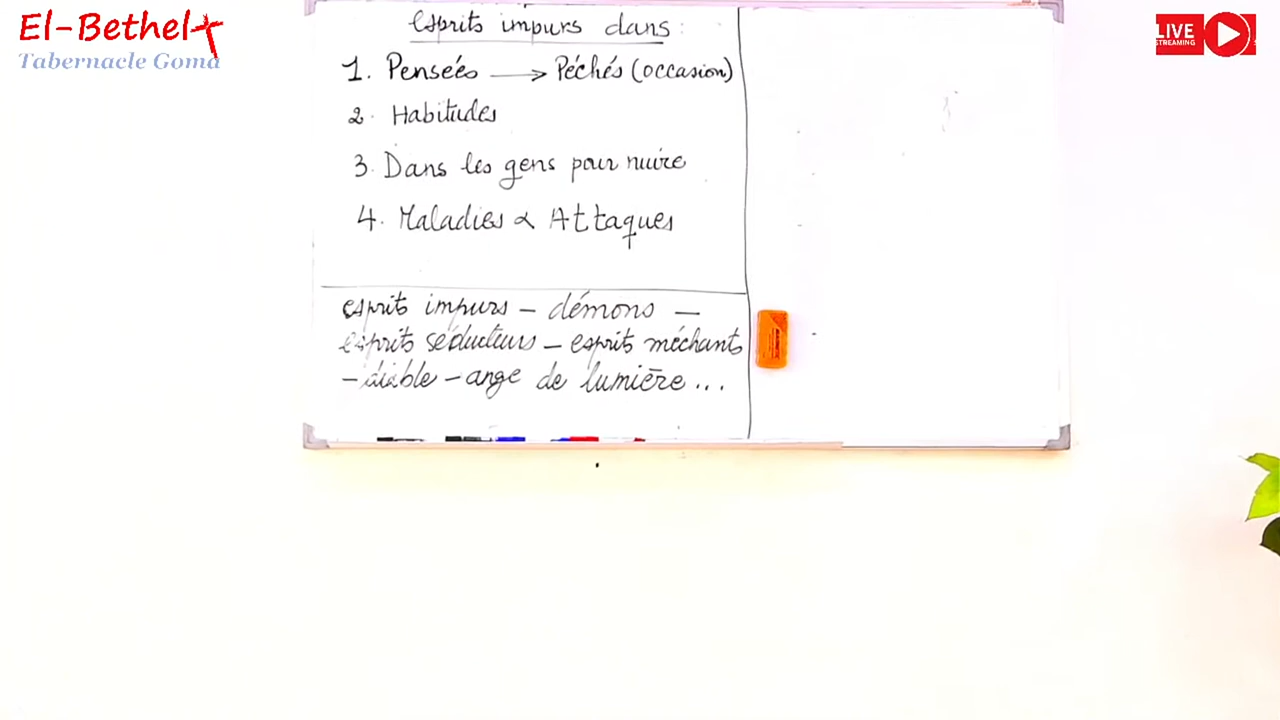 El-Bethel
Tabernacle Goma
LIVE
STREAMING
esprits impurs dans :
1. Pensées → Péchés (occasion)
2. Habitudes
3. Dans les gens pour nuire
4. Maladies & Attaques
esprits impurs – démons –
esprits séducteurs – esprits méchants
– diable – ange de lumière...